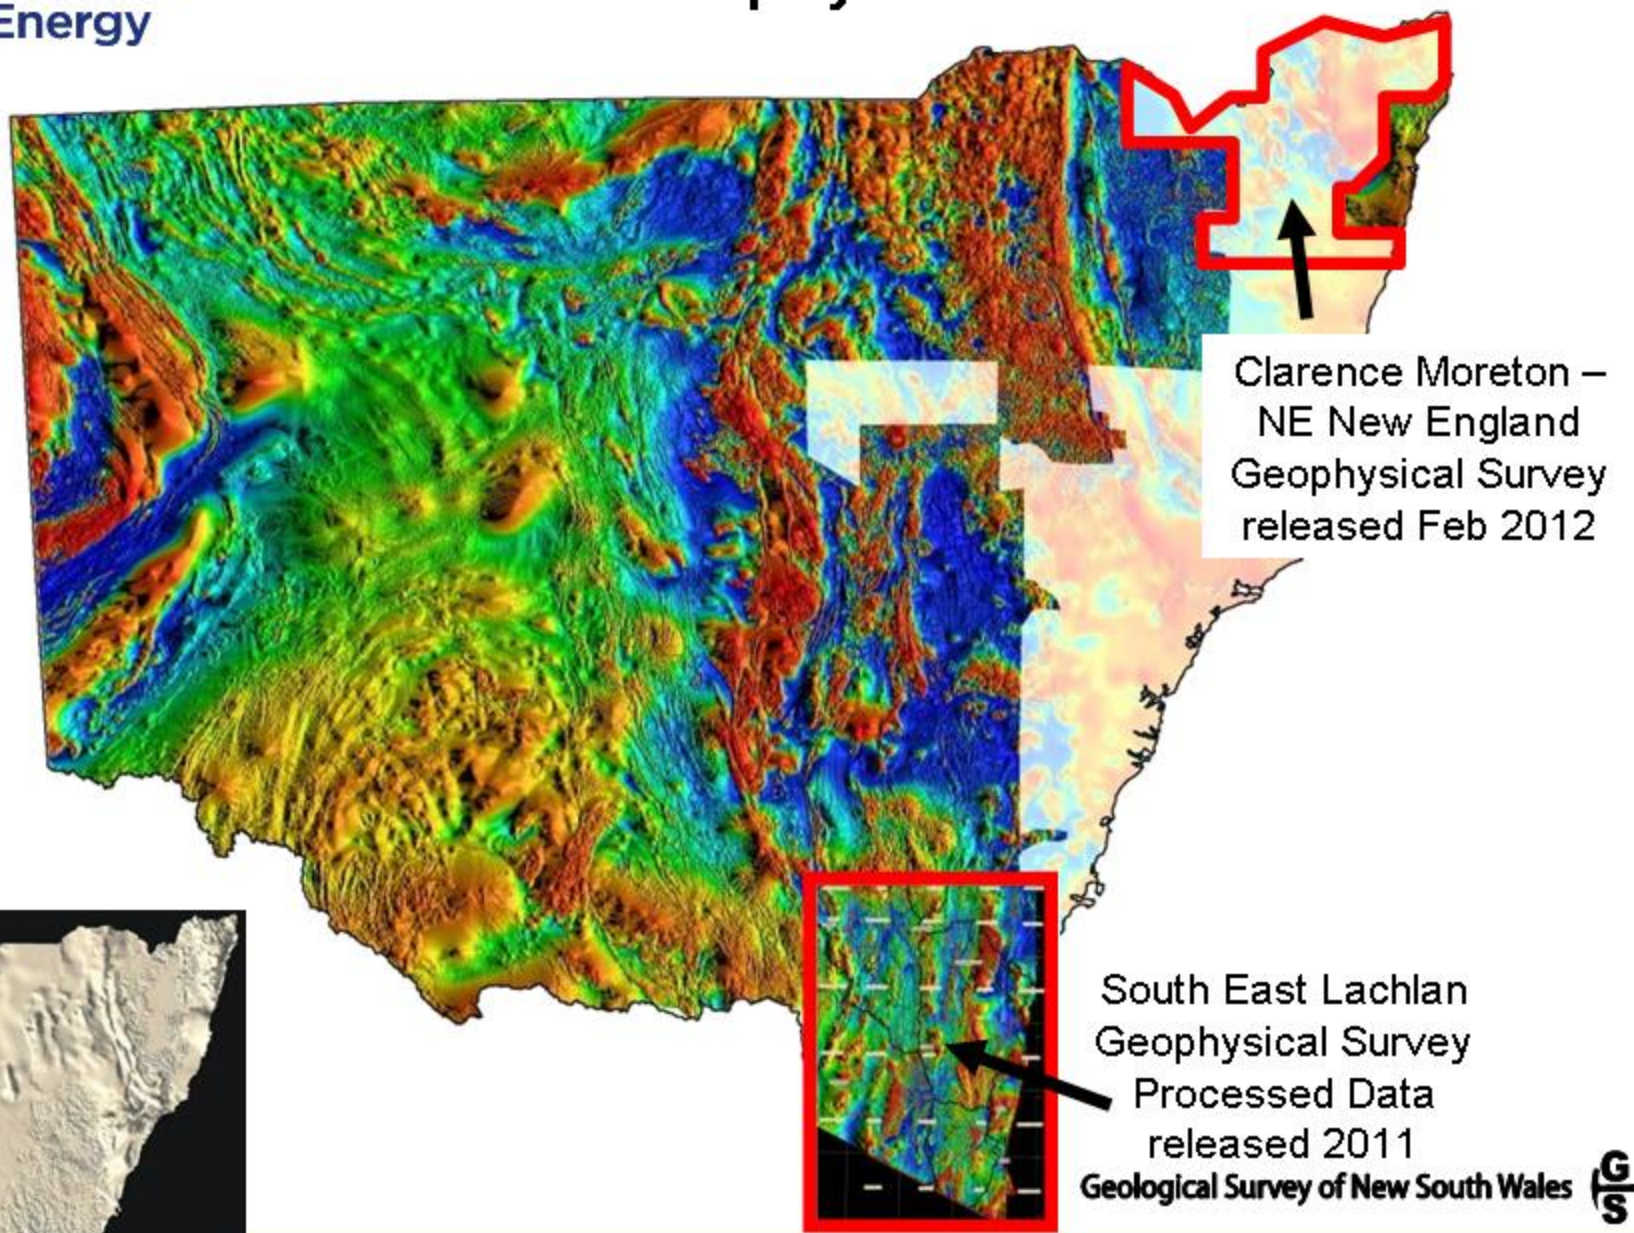 Energy
Clarence Moreton –
NE New England
Geophysical Survey
released Feb 2012
South East Lachlan
Geophysical Survey
Processed Data
released 2011
Geological Survey of New South Wales
G
S